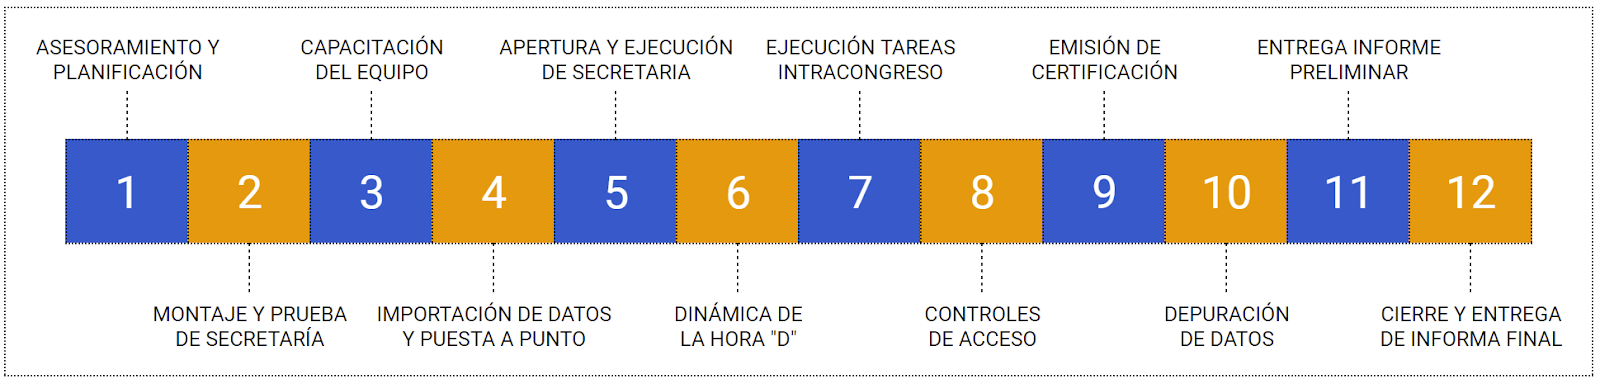 ASESORAMIENTO Y
PLANIFICACIÓN
CAPACITACIÓN
DEL EQUIPO
APERTURA Y EJECUCIÓN
DE SECRETARIA
EJECUCIÓN TAREAS
INTRACONGRESO
EMISIÓN DE
CERTIFICACIÓN
ENTREGA INFORME
PRELIMINAR
1 2 3 4 5 6 7 8 9 10 11 12
MONTAJE Y PRUEBA
DE SECRETARÍA
IMPORTACIÓN DE DATOS
Y PUESTA A PUNTO
DINÁMICA DE
LA HORA "D"
CONTROLES
DE ACCESO
DEPURACIÓN
DE DATOS
CIERRE Y ENTREGA
DE INFORMA FINAL